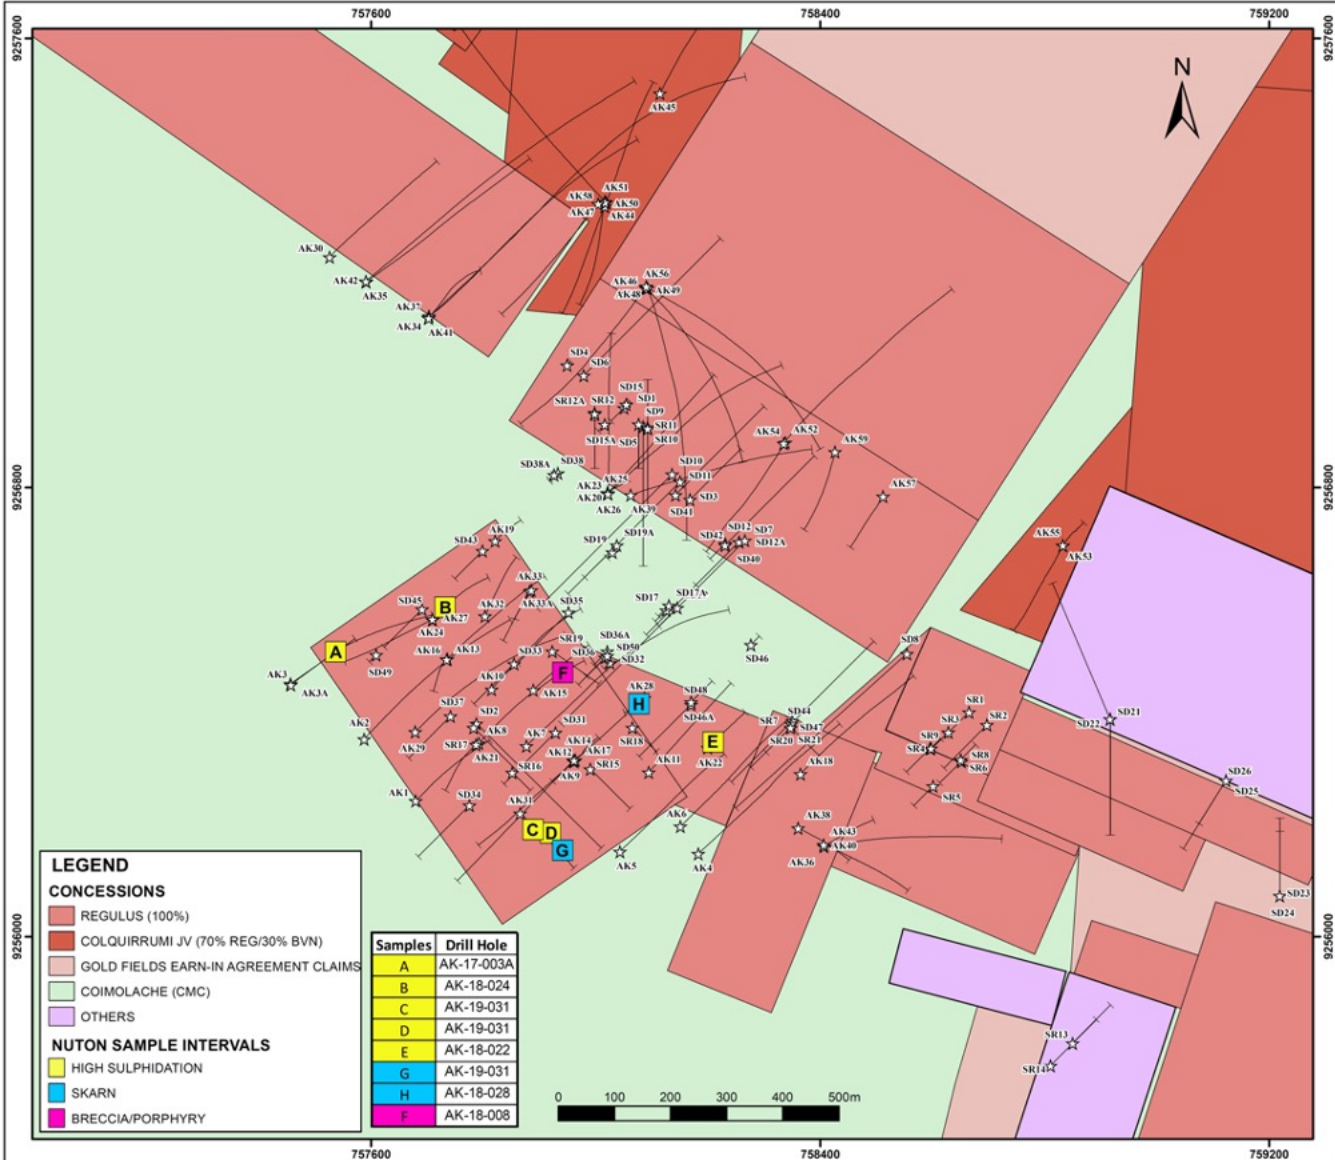 757600 758400 759200
9257600 9257600
N
AK45
AK51
AK58
AK50
AK47
AK44
AK30
AK42
AK35
AK37
AK34
AK41
AK56
AK46
AK48 AK49
SD4
SD6
SD15
SR12A SR12 SD1
SD9
SR11
SD15A SD5 SR10
AK54 AK52
AK59
SD38A SD38
SD10
AK25
AK23 SD11
AK20
AK26 AK39 SD3
SD41
AK57
9256800 9256800
AK19
SD43
SD19 SD19A
SD42 SD12 SD7
SD12A
SD40
AK55
AK53
AK33
AK33A SD35
SD17 SD17A
SD45 B
AK27
AK24
AK32
A
SD49
AK16 AK13
SD33
SR19
SD36A
SD36 SD50
SD32
SD46
SD8
AK3
AK3A
F
AK10
AK15
AK28
H
SD48
SD46A
AK2
SD37
SD2
AK8
AK29
SR17
AK21
AK7
SD31
AK14
AK12 AK17
AK9
SR15
SR16
SR18
E
AK22
AK11
SR7 SD44
SD47
SR20 SR21
AK18
SR1
SR2
SR3
SR9
SR4 SR8
SR6
SR5
SD21
SD22
SD26
SD25
AK1
SD34
AK31
C D
G
AK6
AK5
AK4
AK38
AK43
AK40
AK36
SD23
SD24
9256000 9256000
SR13
SR14
LEGEND
CONCESSIONS
REGULUS (100%)
COLQUIRRUMI JV (70% REG/30% BVN)
GOLD FIELDS EARN-IN AGREEMENT CLAIMS
COIMOLACHE (CMC)
OTHERS
NUTON SAMPLE INTERVALS
HIGH SULPHIDATION
SKARN
BRECCIA/PORPHYRY
Samples Drill Hole
A AK-17-003A
B AK-18-024
C AK-19-031
D AK-19-031
E AK-18-022
G AK-19-031
H AK-18-028
F AK-18-008
0 100 200 300 400 500m
757600 758400 759200